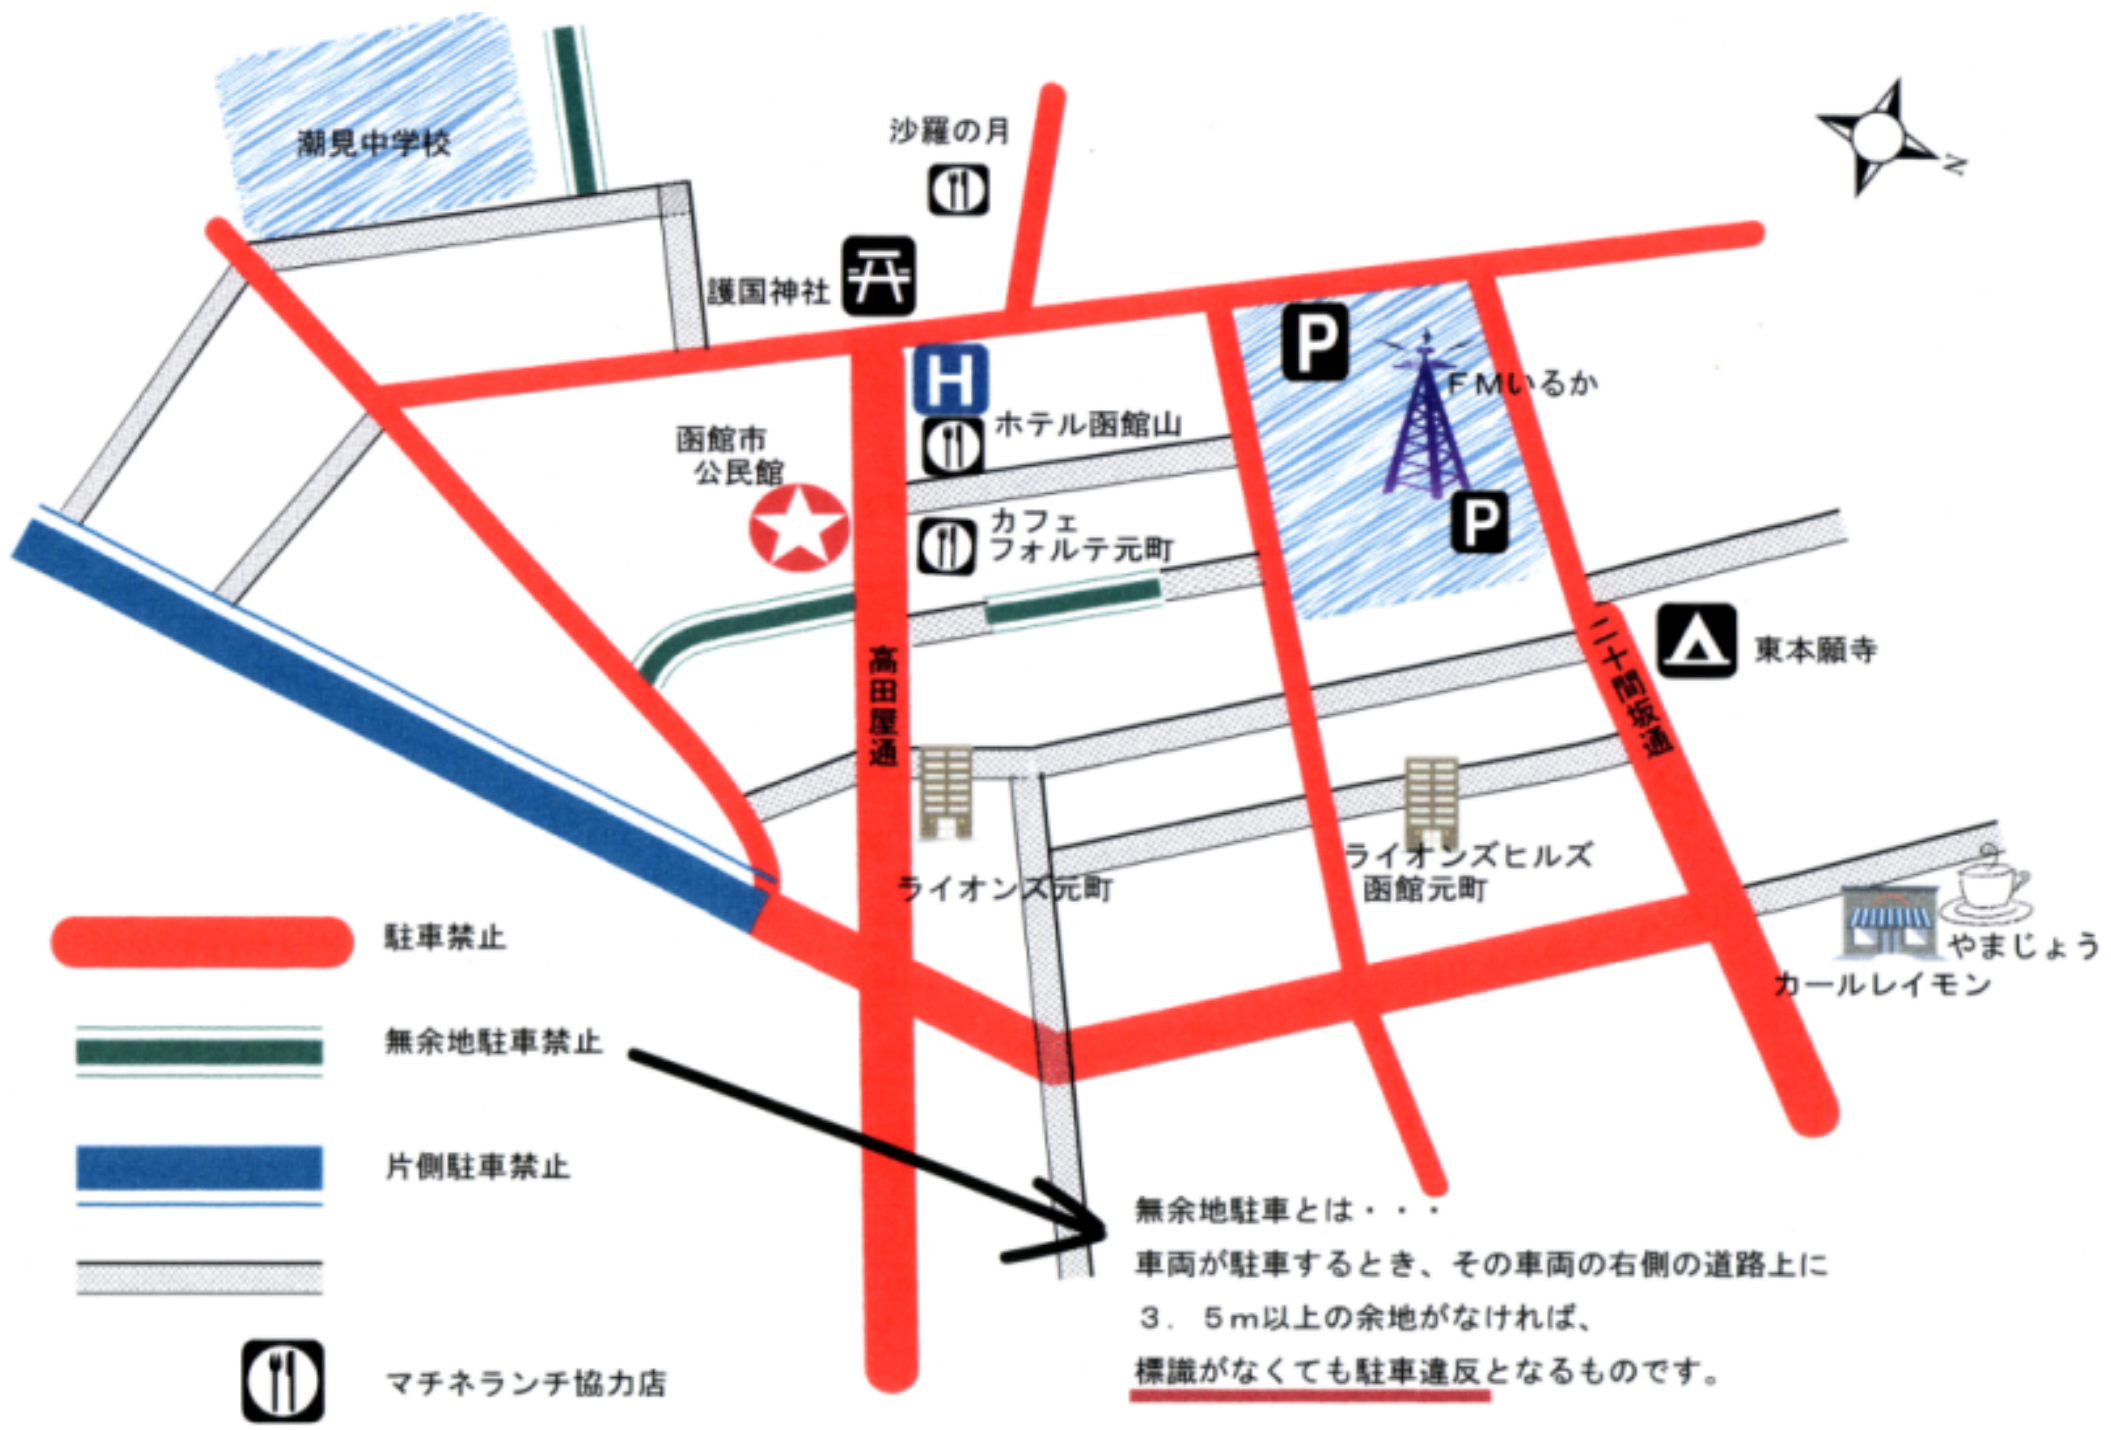 潮見中学校
沙羅の月
N
護国神社
P
FMいるか
H
ホテル函館山
函館市
公民館
カフェ
フォルテ元町
P
高田屋通
二十間坂通
東本願寺
ライオンズ元町
ライオンズヒルズ
函館元町
やまじょう
カールレイモン
駐車禁止
無余地駐車禁止
片側駐車禁止
マチネランチ協力店
無余地駐車とは・・・
車両が駐車するとき、その車両の右側の道路上に
３．５ｍ以上の余地がなければ、
標識がなくても駐車違反となるものです。